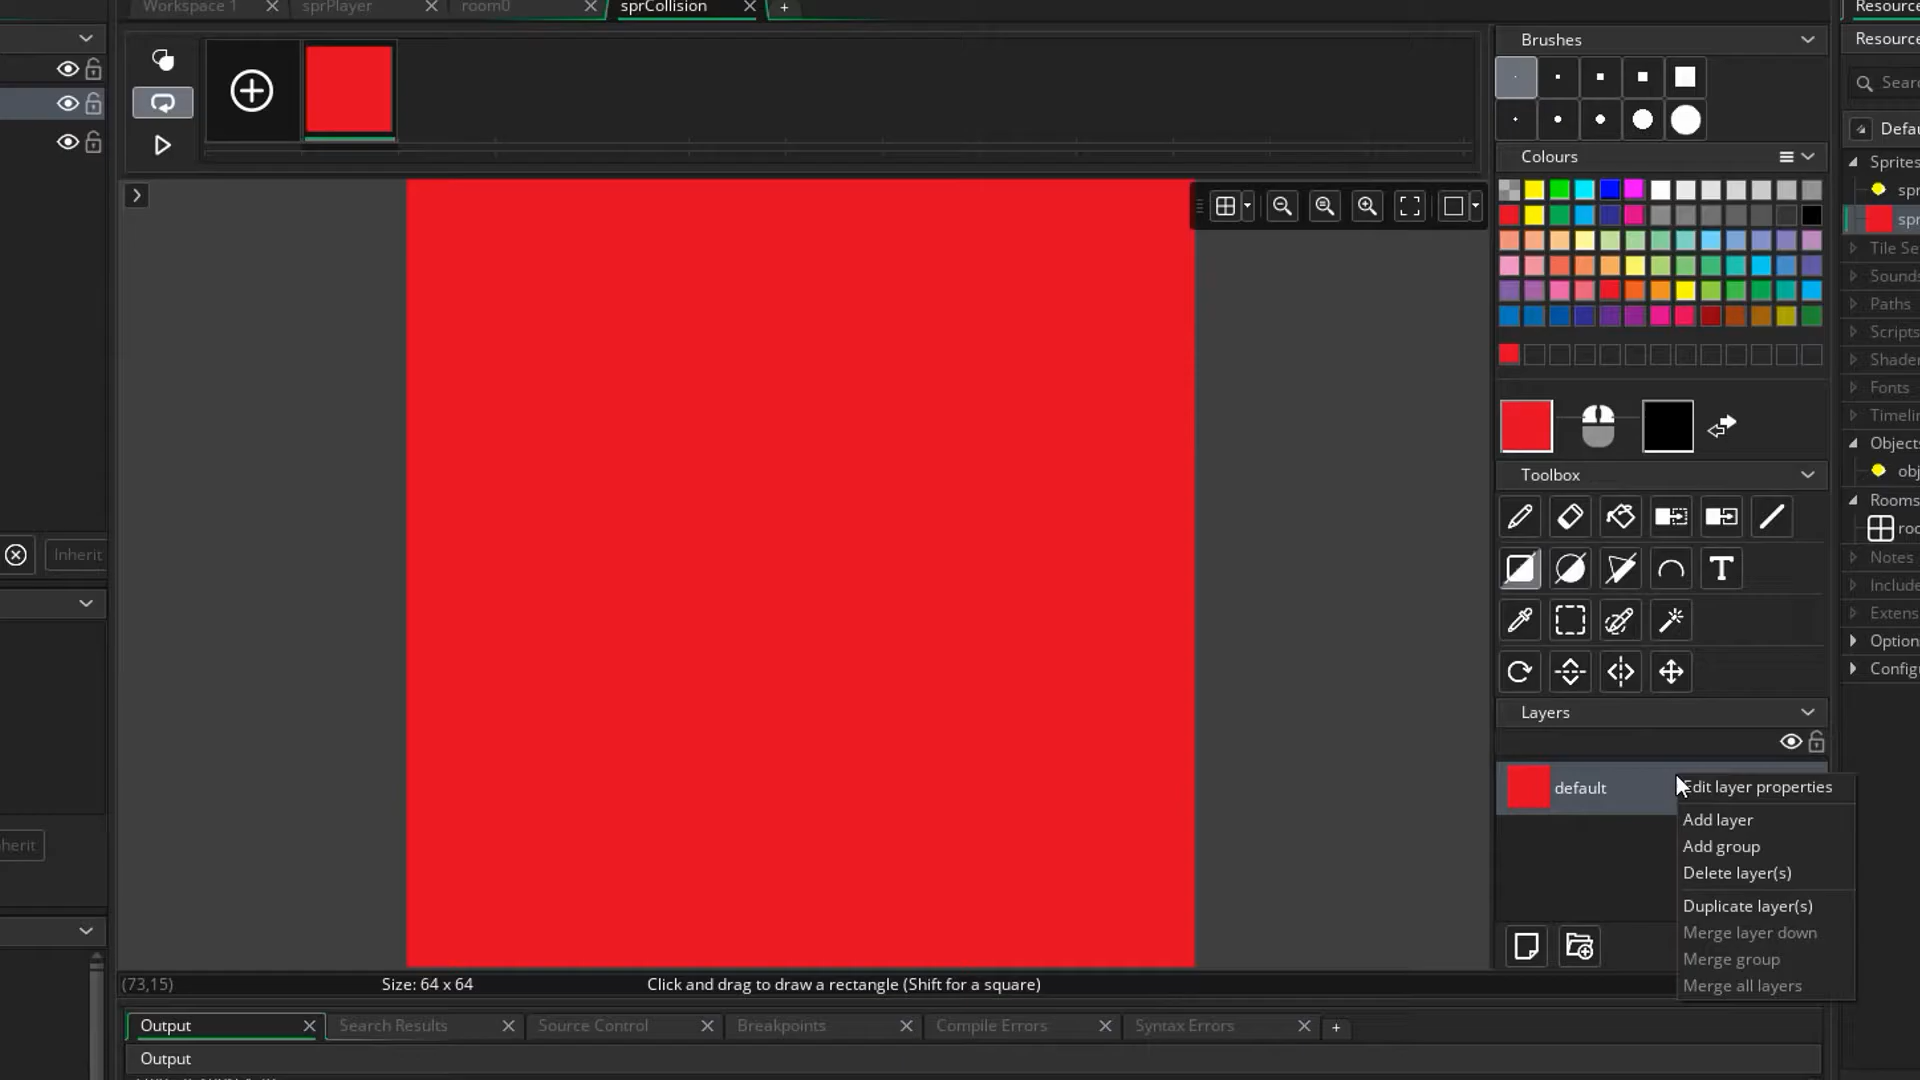 Workspace 1
sprPlayer
room0
sprCollision
Brushes
Colours
Toolbox
Layers
default
Edit layer properties
Add layer
Add group
Delete layer(s)
Duplicate layer(s)
Merge layer down
Merge group
Merge all layers
Inherit
herit
(73,15)
Size: 64 x 64
Click and drag to draw a rectangle (Shift for a square)
Output
Search Results
Source Control
Breakpoints
Compile Errors
Syntax Errors
Output
Resource
Resource
Searc
Defau
Sprites
spr
spr
Tile Se
Sounds
Paths
Scripts
Shader
Fonts
Timelin
Objects
obj
Rooms
roo
Notes
Include
Extens
Option
Config